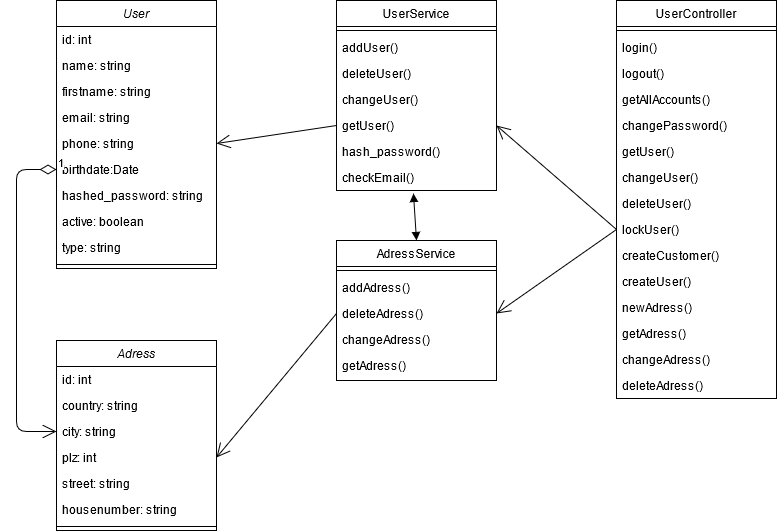 User
id: int
name: string
firstname: string
email: string
phone: string
1
birthdate:Date
hashed_password: string
active: boolean
type: string
Adress
id: int
country: string
city: string
plz: int
street: string
housenumber: string
UserService
addUser()
deleteUser()
changeUser()
getUser()
hash_password()
checkEmail()
AdressService
addAdress()
deleteAdress()
changeAdress()
getAdress()
UserController
login()
logout()
getAllAccounts()
changePassword()
getUser()
changeUser()
deleteUser()
lockUser()
createCustomer()
createUser()
newAdress()
getAdress()
changeAdress()
deleteAdress()